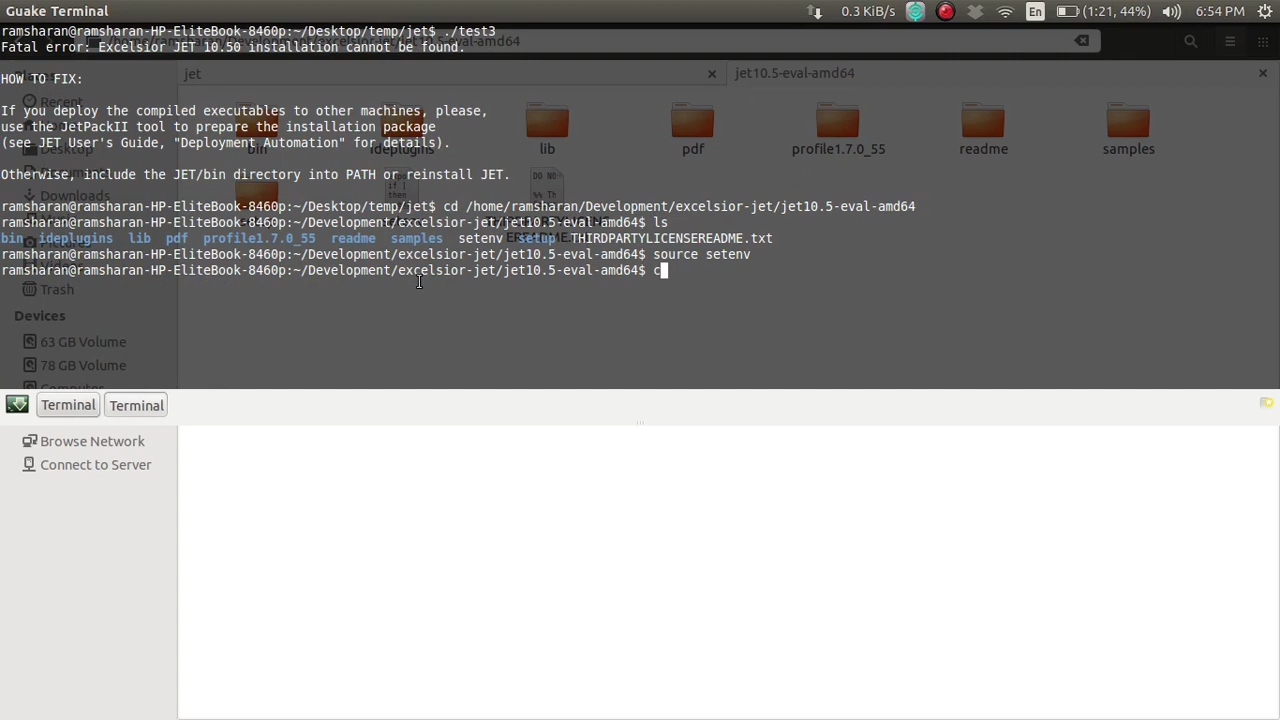 Guake Terminal
0.3 KiB/s
En
(1:21, 44%)
6:54 PM
ramsharan@ramsharan-HP-EliteBook-8460p:~/Desktop/temp/jet$ ./test3
Fatal error: Excelsior JET 10.50 installation cannot be found.
jet
jet10.5-eval-amd64
HOW TO FIX:
Recent
If you deploy the compiled executables to other machines, please,
use the JetPackII tool to prepare the installation package
(see JET User's Guide, "Deployment Automation" for details).
bin
ideplugins
lib
pdf
profile1.7.0_55
readme
samples
Desktop
Otherwise, include the JET/bin directory into PATH or reinstall JET.
Downloads
ramsharan@ramsharan-HP-EliteBook-8460p:~/Desktop/temp/jet$ cd /home/ramsharan/Development/excelsior-jet/jet10.5-eval-amd64
ramsharan@ramsharan-HP-EliteBook-8460p:~/Development/excelsior-jet/jet10.5-eval-amd64$ ls
bin ideplugins lib pdf profile1.7.0_55 readme samples setenv setup THIRDPARTYLICENSEREADME.txt
ramsharan@ramsharan-HP-EliteBook-8460p:~/Development/excelsior-jet/jet10.5-eval-amd64$ source setenv
ramsharan@ramsharan-HP-EliteBook-8460p:~/Development/excelsior-jet/jet10.5-eval-amd64$ c
Trash
Devices
63 GB Volume
78 GB Volume
Computer
Terminal
Terminal
Browse Network
Connect to Server